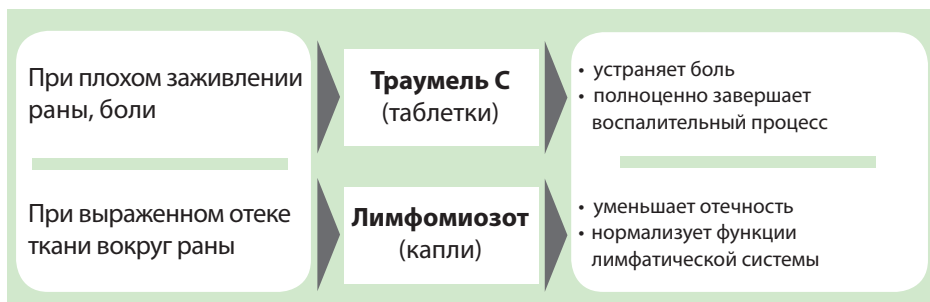 При плохом заживлении
раны, боли
Траумель С
(таблетки)
• устраняет боль
• полноценно завершает
воспалительный процесс
При выраженном отеке
ткани вокруг раны
Лимфомиозот
(капли)
• уменьшает отечность
• нормализует функции
лимфатической системы